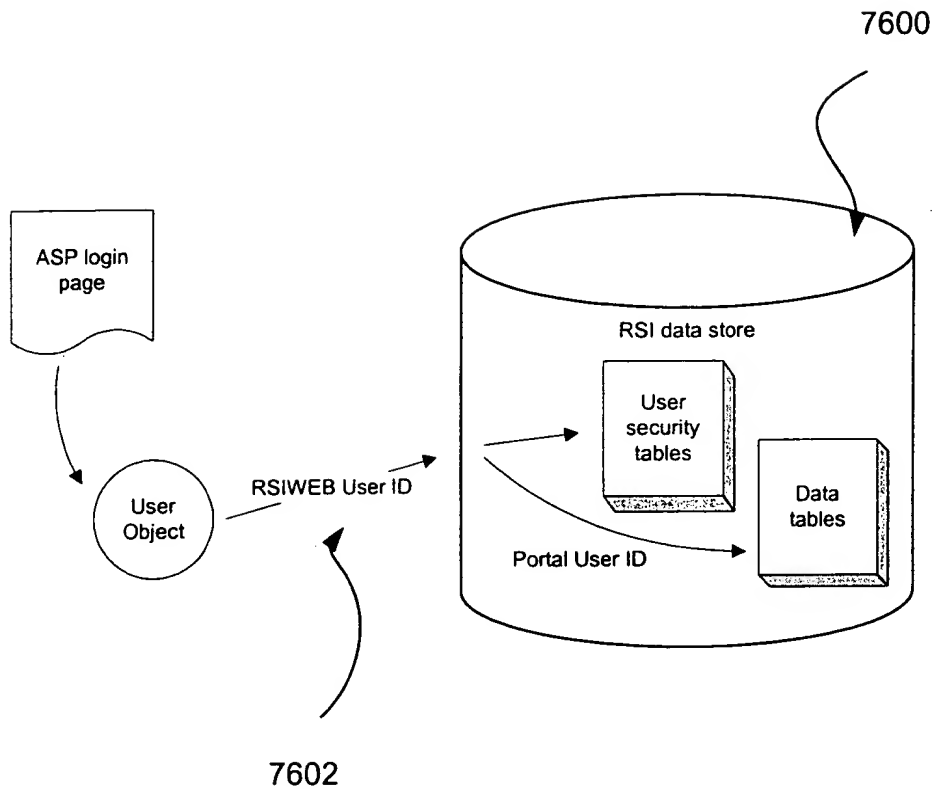 7600
ASP login
page
RSI data store
User
security
tables
Data
tables
RSIWEB User ID
User
Object
Portal User ID
7602